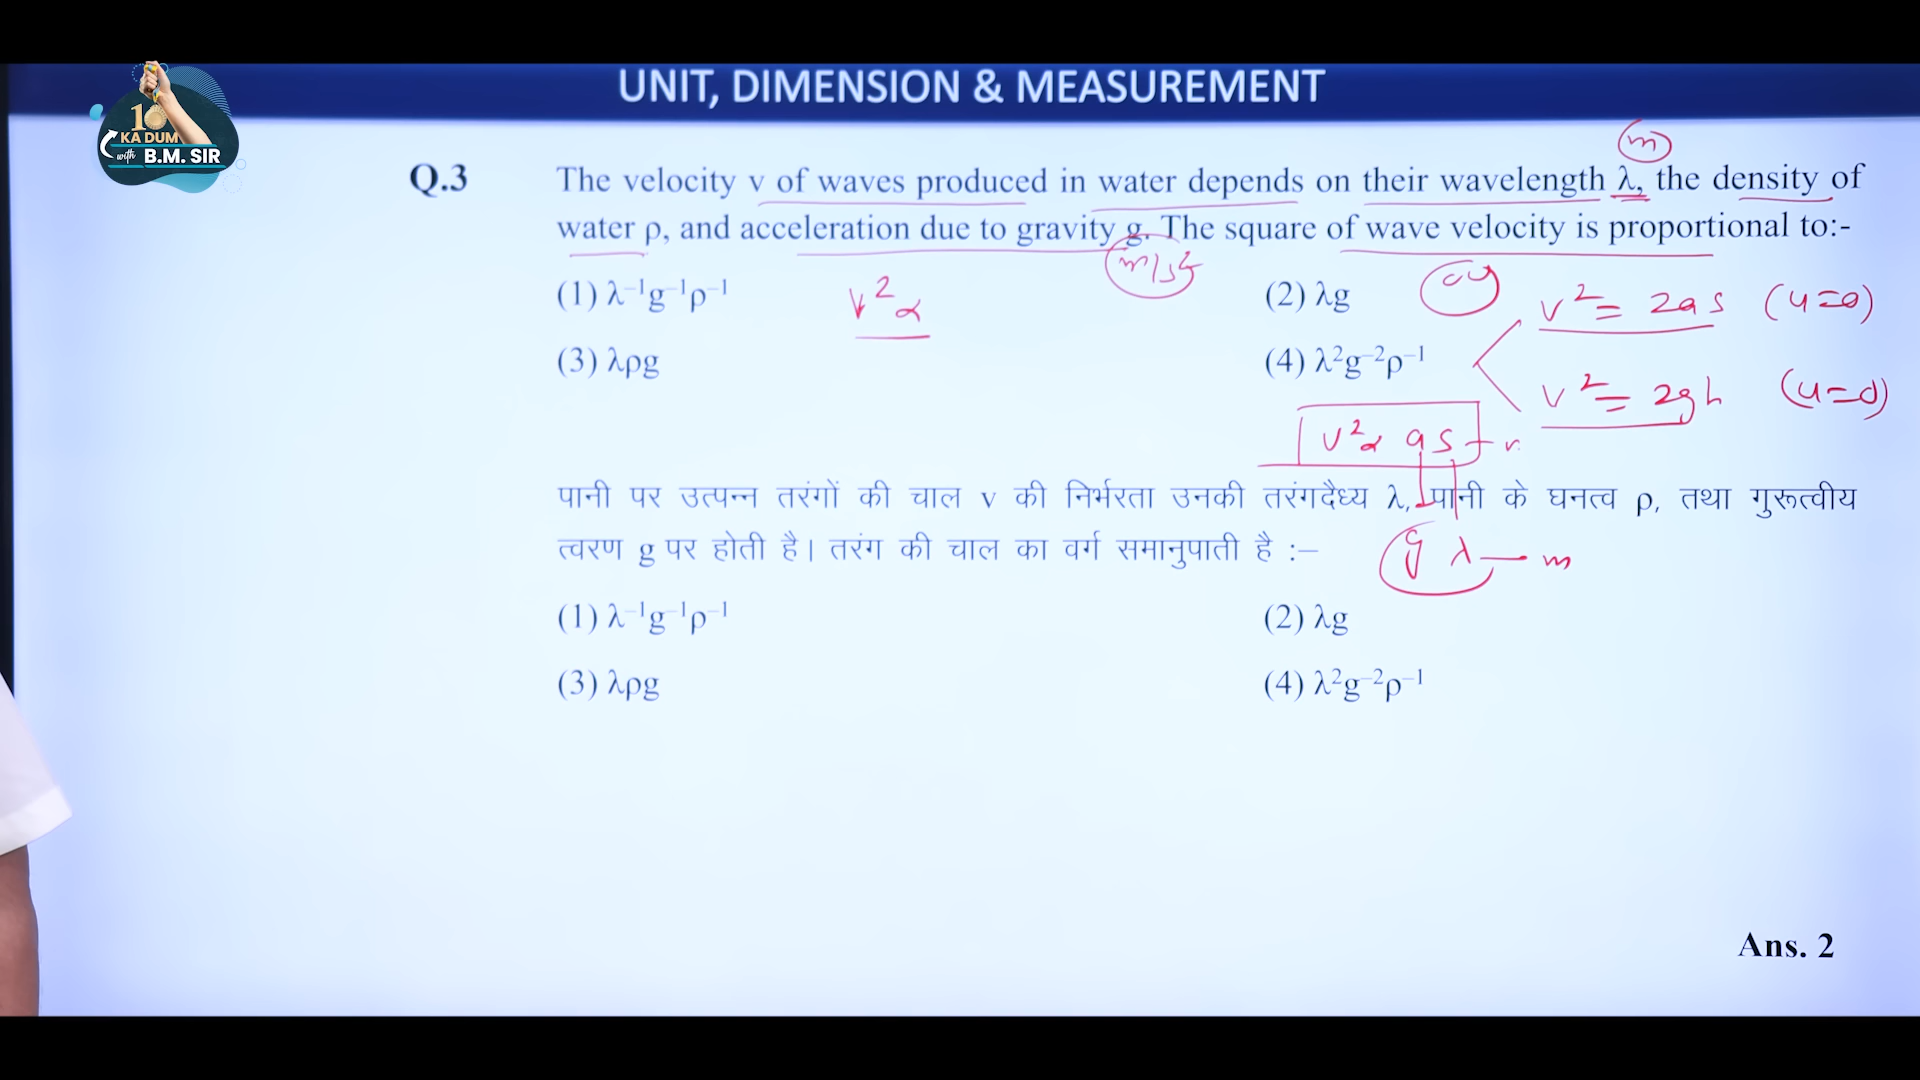 UNIT, DIMENSION & MEASUREMENT
10
KA DUM
with B.M. SIR
m
Q.3 The velocity v of waves produced in water depends on their wavelength λ, the density of
water ρ, and acceleration due to gravity g. The square of wave velocity is proportional to:-
m/s²
(1) λ⁻¹g⁻¹ρ⁻¹ (2) λg
v² ∝
v² = 2as (u=0)
(3) λρg (4) λ²g⁻²ρ⁻¹
v² = 2gh (u=0)
v² ∝ as
पानी पर उत्पन्न तरंगों की चाल v की निर्भरता उनकी तरंगदैध्य λ, पानी के घनत्व ρ, तथा गुरूत्वीय
त्वरण g पर होती है। तरंग की चाल का वर्ग समानुपाती है :–
g λ — m
(1) λ⁻¹g⁻¹ρ⁻¹ (2) λg
(3) λρg (4) λ²g⁻²ρ⁻¹
Ans. 2